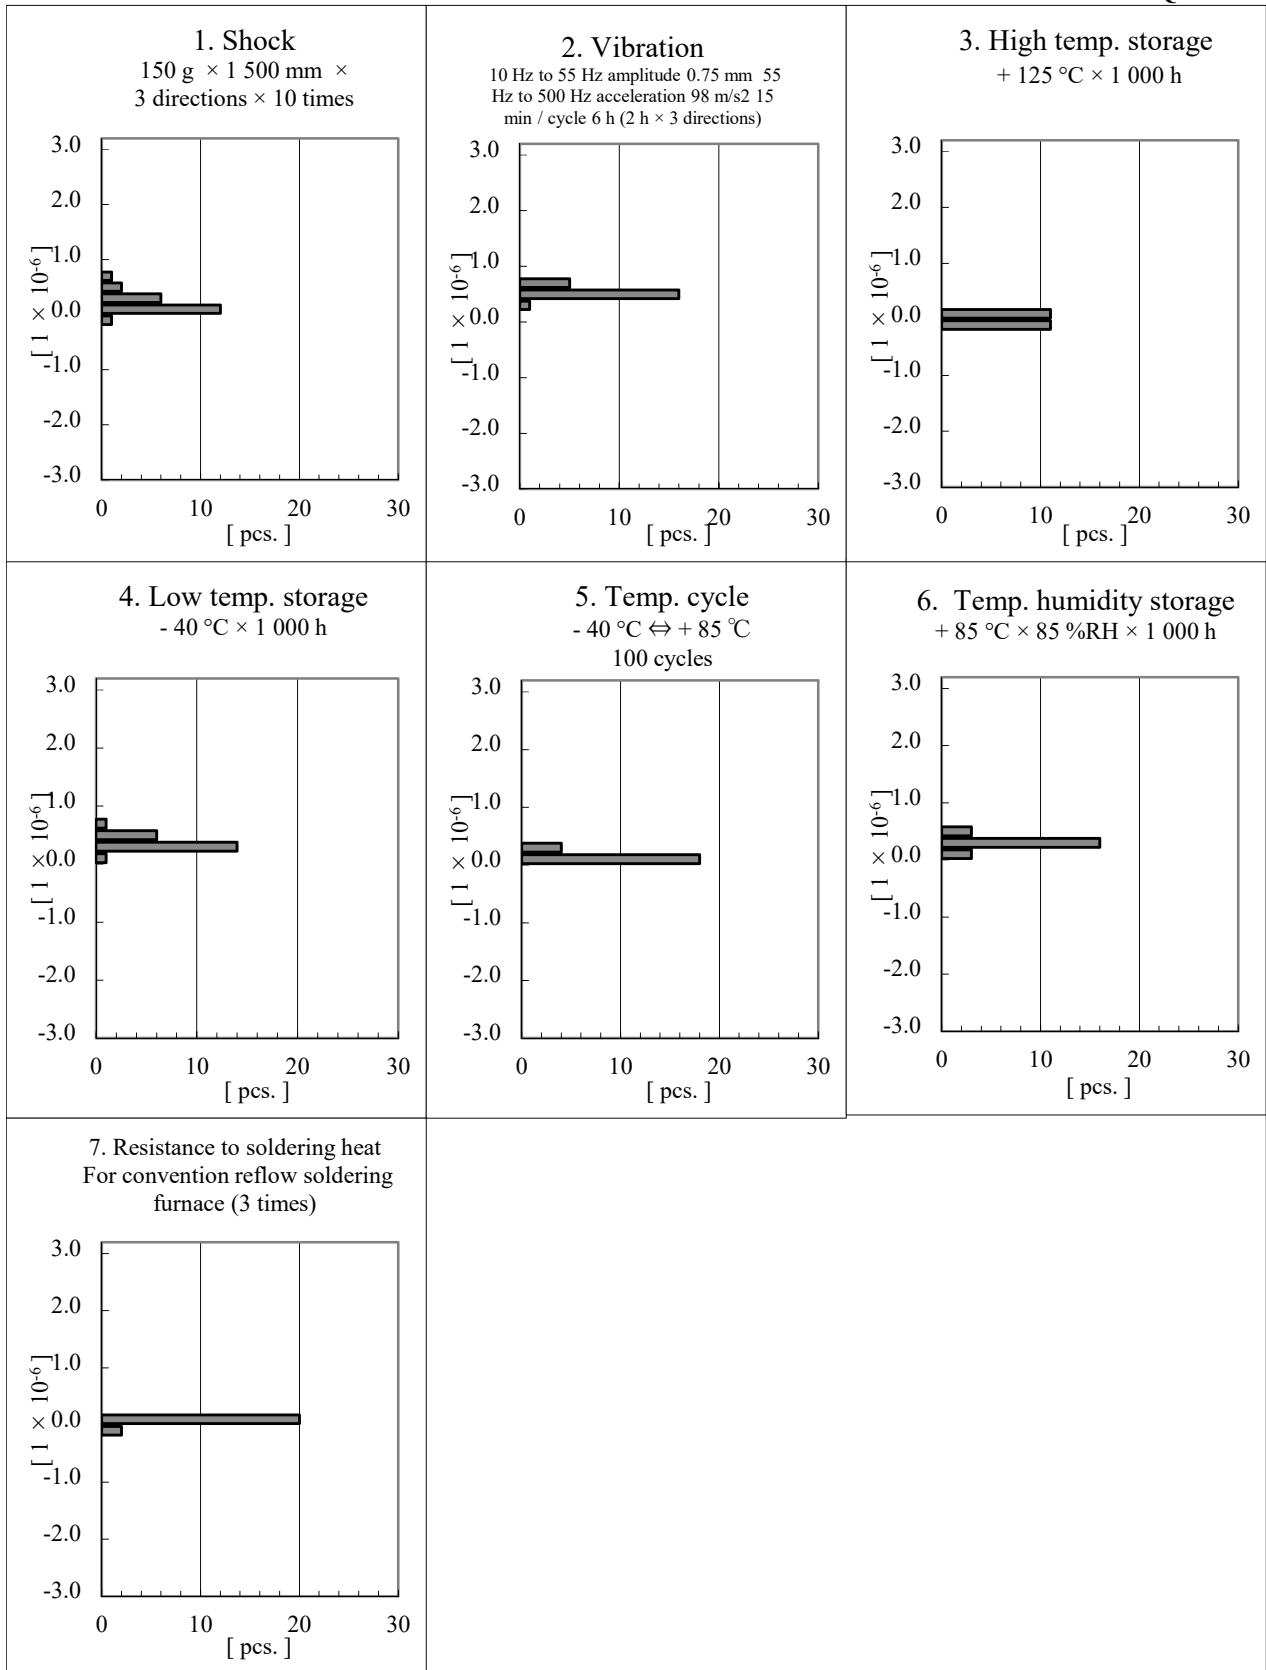 1. Shock
150 g × 1 500 mm ×
3 directions × 10 times
3.0
2.0
1.0
0.0
-1.0
-2.0
-3.0
[ 1 × 10-6 ]
0 10 20 30
[ pcs. ]
2. Vibration
10 Hz to 55 Hz amplitude 0.75 mm 55
Hz to 500 Hz acceleration 98 m/s2 15
min / cycle 6 h (2 h × 3 directions)
3.0
2.0
1.0
0.0
-1.0
-2.0
-3.0
[ 1 × 10-6 ]
0 10 20 30
[ pcs. ]
3. High temp. storage
+ 125 °C × 1 000 h
3.0
2.0
1.0
0.0
-1.0
-2.0
-3.0
[ 1 × 10-6 ]
0 10 20 30
[ pcs. ]
4. Low temp. storage
- 40 °C × 1 000 h
3.0
2.0
1.0
0.0
-1.0
-2.0
-3.0
[ 1 × 10-6 ]
0 10 20 30
[ pcs. ]
5. Temp. cycle
- 40 °C ⇔ + 85 ℃
100 cycles
3.0
2.0
1.0
0.0
-1.0
-2.0
-3.0
[ 1 × 10-6 ]
0 10 20 30
[ pcs. ]
6. Temp. humidity storage
+ 85 °C × 85 %RH × 1 000 h
3.0
2.0
1.0
0.0
-1.0
-2.0
-3.0
[ 1 × 10-6 ]
0 10 20 30
[ pcs. ]
7. Resistance to soldering heat
For convention reflow soldering
furnace (3 times)
3.0
2.0
1.0
0.0
-1.0
-2.0
-3.0
[ 1 × 10-6 ]
0 10 20 30
[ pcs. ]